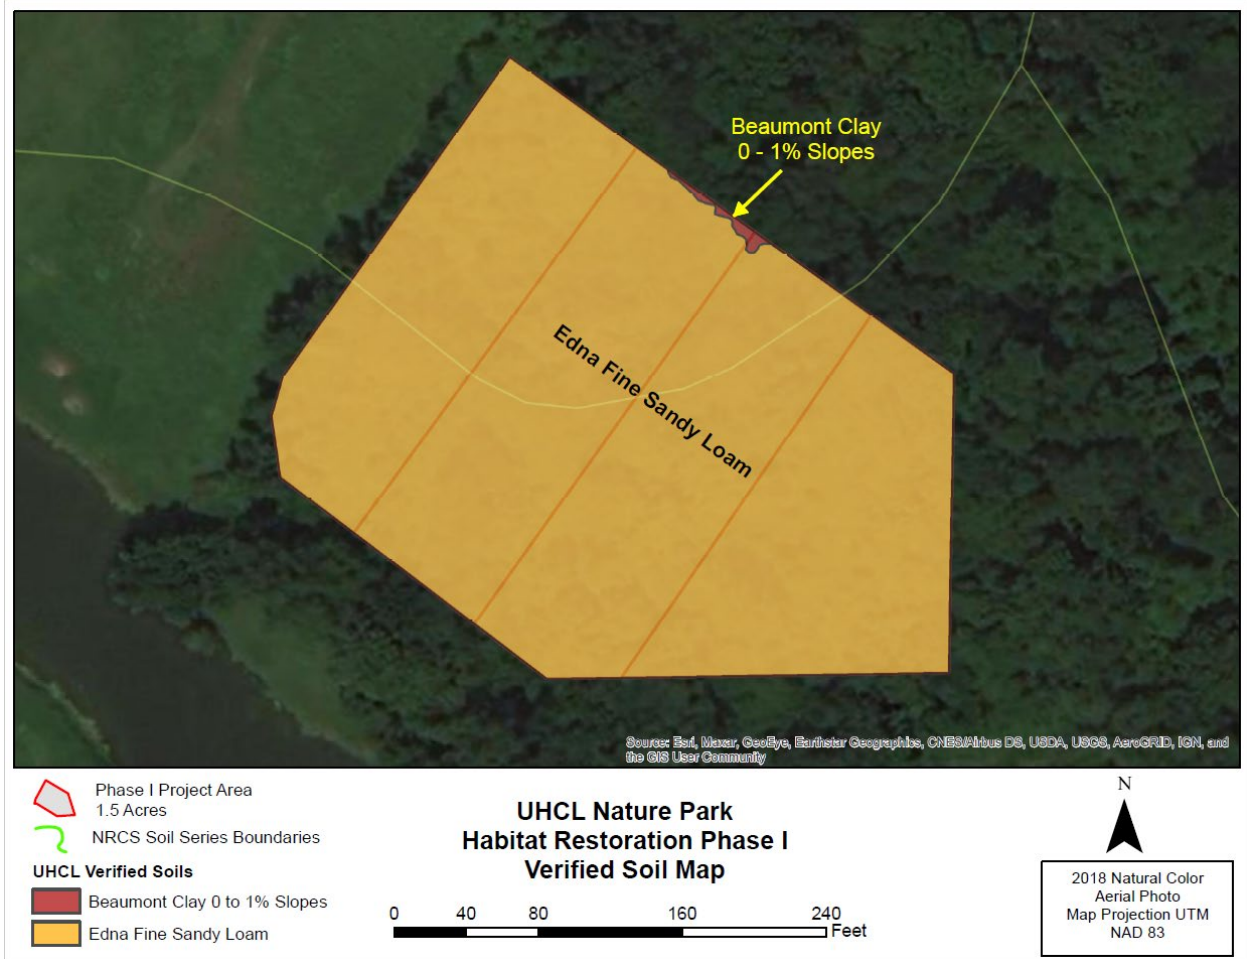 Beaumont Clay
0 - 1% Slopes
Edna Fine Sandy Loam
Source: Esri, Maxar, GeoEye, Earthstar Geographics, CNES/Airbus DS, USDA, USGS, AeroGRID, IGN, and
the GIS User Community
Phase I Project Area
1.5 Acres
NRCS Soil Series Boundaries
UHCL Verified Soils
Beaumont Clay 0 to 1% Slopes
Edna Fine Sandy Loam
UHCL Nature Park
Habitat Restoration Phase I
Verified Soil Map
0 40 80 160 240
Feet
N
2018 Natural Color
Aerial Photo
Map Projection UTM
NAD 83